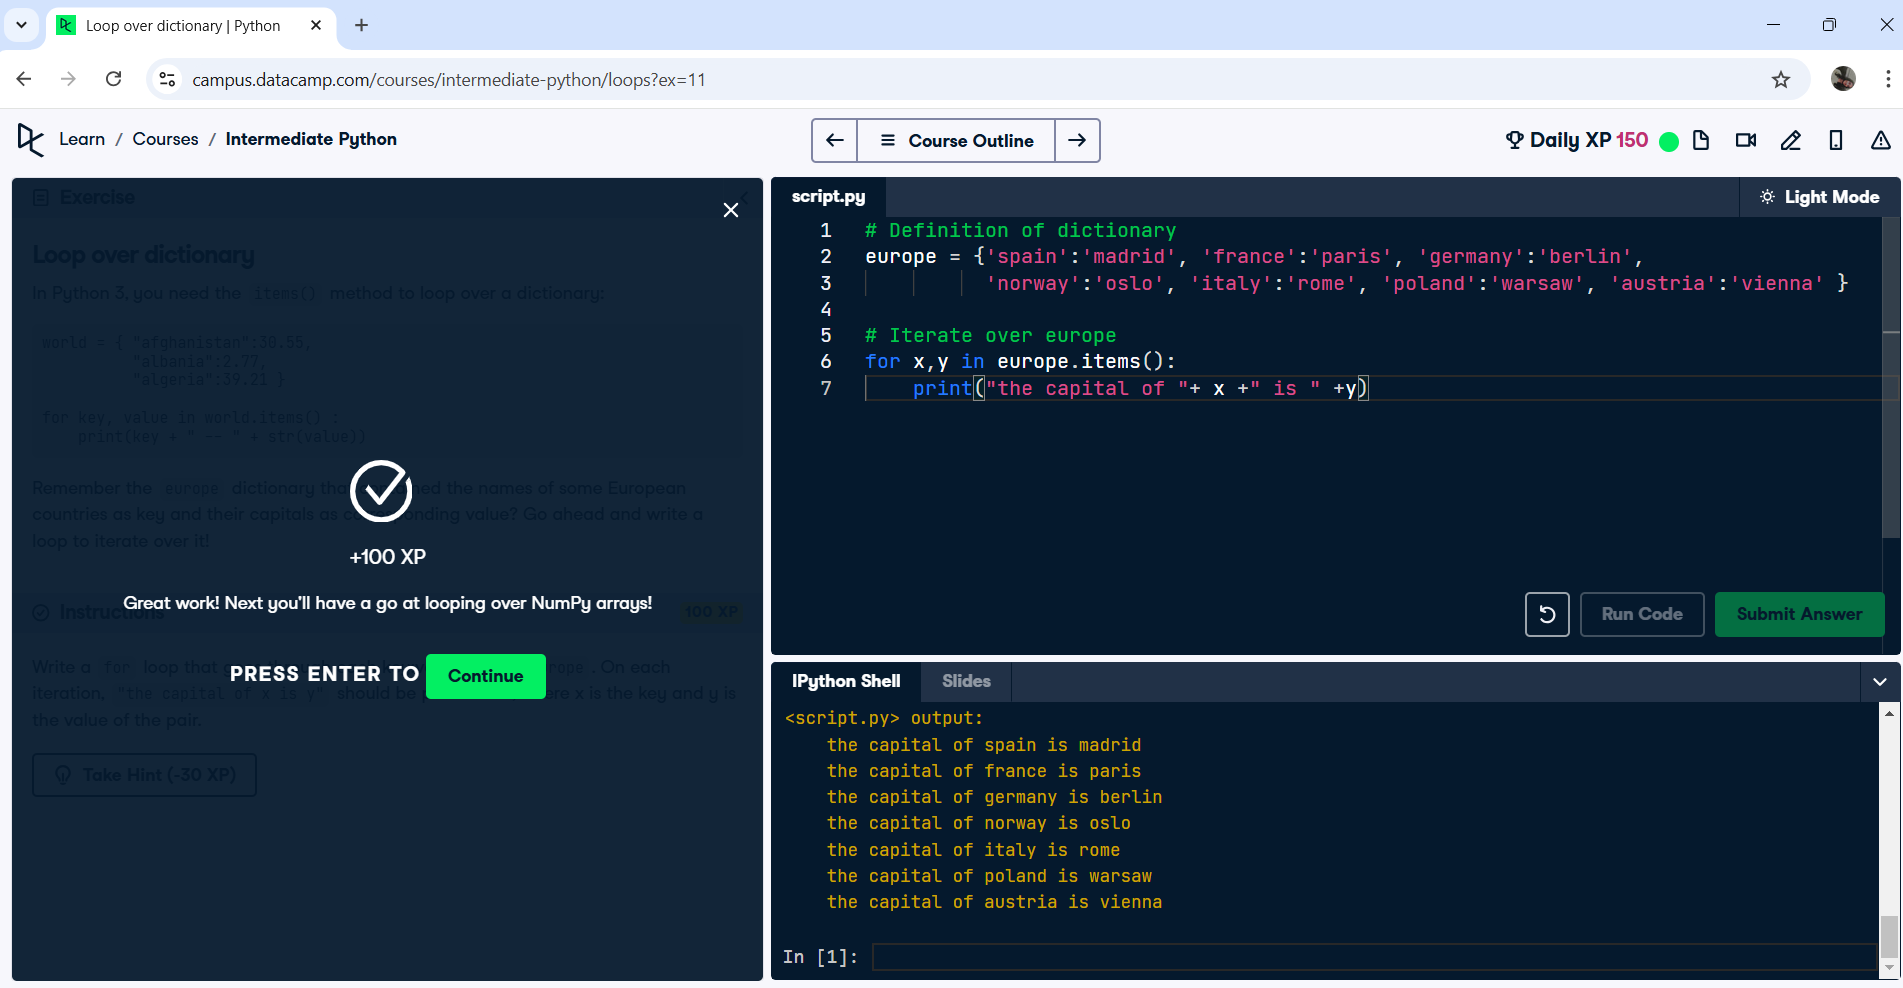 Loop over dictionary | Python
campus.datacamp.com/courses/intermediate-python/loops?ex=11
Learn / Courses / Intermediate Python
Course Outline
Daily XP 150
Exercise
Loop over dictionary
In Python 3, you need the items() method to loop over a dictionary:
world = { "afghanistan":30.55,
"albania":2.77,
"algeria":39.21 }
for key, value in world.items() :
print(key + " -- " + str(value))
Remember the europe dictionary that contained the names of some European
countries as key and their capitals as corresponding value? Go ahead and write a
loop to iterate over it!
+100 XP
Great work! Next you'll have a go at looping over NumPy arrays!
Instructions
100 XP
PRESS ENTER TO Continue
Write a for loop that
. On each
iteration, "the capital of x is y" should be
x is the key and y is
the value of the pair.
Take Hint (-30 XP)
script.py
Light Mode
1 # Definition of dictionary
2 europe = {'spain':'madrid', 'france':'paris', 'germany':'berlin',
3 'norway':'oslo', 'italy':'rome', 'poland':'warsaw', 'austria':'vienna' }
4
5 # Iterate over europe
6 for x,y in europe.items():
7 print("the capital of "+ x +" is " +y)
Run Code
Submit Answer
IPython Shell
Slides
<script.py> output:
the capital of spain is madrid
the capital of france is paris
the capital of germany is berlin
the capital of norway is oslo
the capital of italy is rome
the capital of poland is warsaw
the capital of austria is vienna
In [1]: